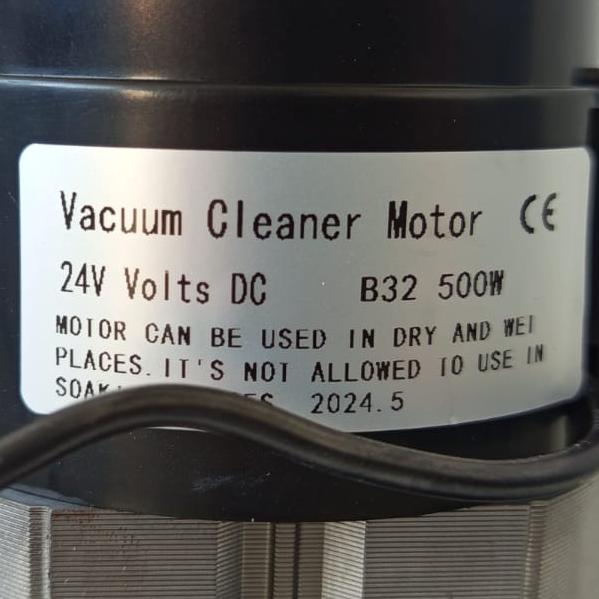 Vacuum Cleaner Motor CE
24V Volts DC B32 500W
MOTOR CAN BE USED IN DRY AND WET
PLACES. IT'S NOT ALLOWED TO USE IN
2024.5